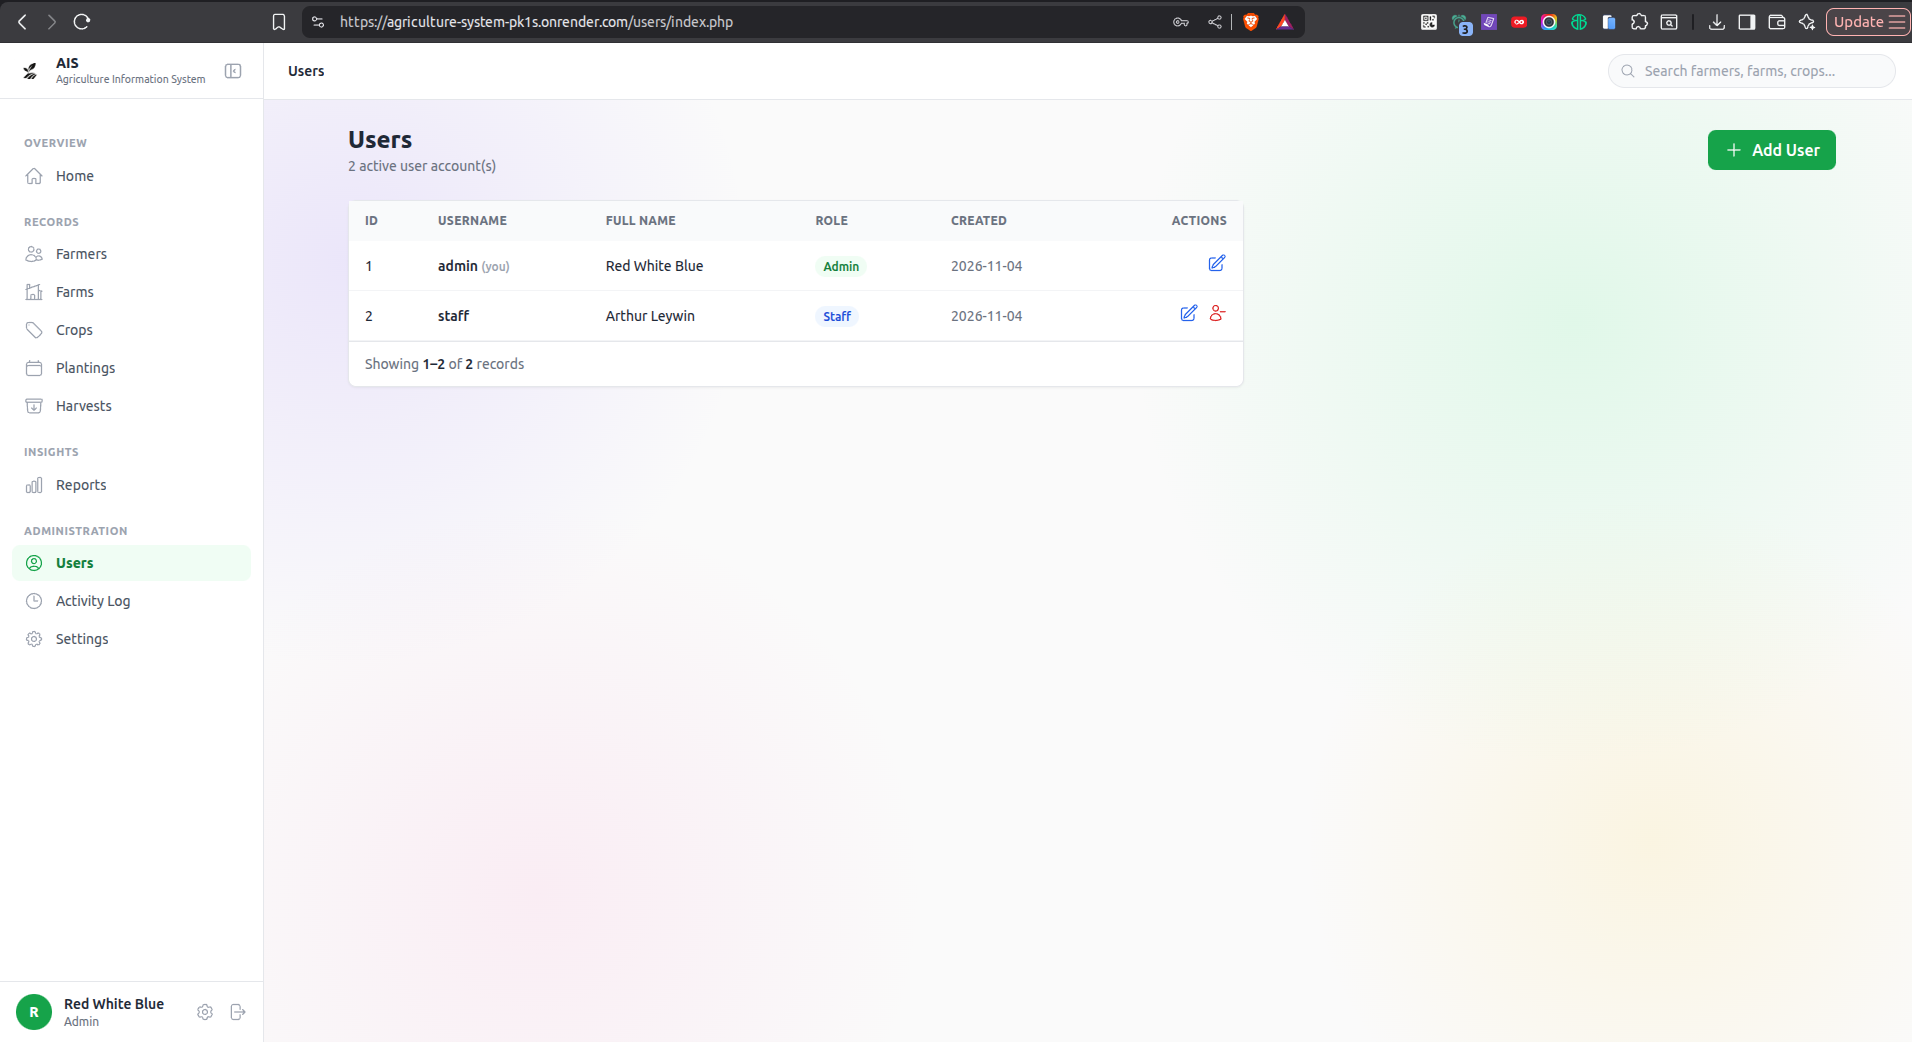 https://agriculture-system-pk1s.onrender.com/users/index.php
3
Update
AIS
Agriculture Information System
Users
Search farmers, farms, crops...
OVERVIEW
Home
RECORDS
Farmers
Farms
Crops
Plantings
Harvests
INSIGHTS
Reports
ADMINISTRATION
Users
Activity Log
Settings
R
Red White Blue
Admin
Users
2 active user account(s)
Add User
ID USERNAME FULL NAME ROLE CREATED ACTIONS
1 admin (you) Red White Blue Admin 2026-11-04
2 staff Arthur Leywin Staff 2026-11-04
Showing 1–2 of 2 records